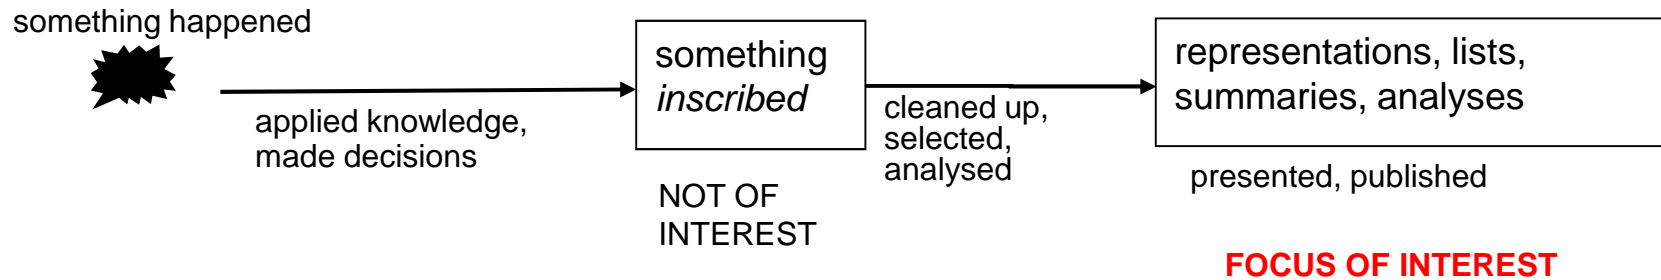 something happened
applied knowledge,
made decisions
something
inscribed
NOT OF
INTEREST
cleaned up,
selected,
analysed
representations, lists,
summaries, analyses
presented, published
FOCUS OF INTEREST